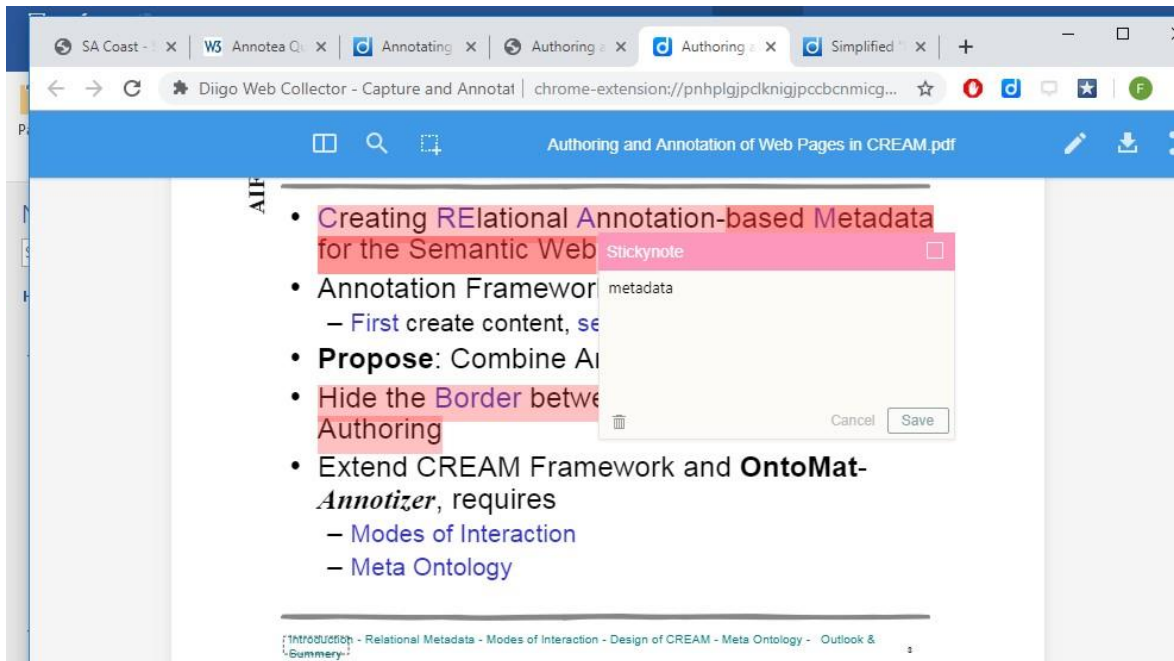 SA Coast -
W3 Annotea Q
Annotating
Authoring a
Authoring a
Simplified "
Diigo Web Collector - Capture and Annotat | chrome-extension://pnhplgjpclknigjpccbcnmicg...
F
Authoring and Annotation of Web Pages in CREAM.pdf
• Creating RElational Annotation-based Metadata
for the Semantic Web
Stickynote
metadata
Cancel
Save
• Annotation Framewor
– First create content, se
• Propose: Combine A
• Hide the Border betwe
Authoring
• Extend CREAM Framework and OntoMat-
Annotizer, requires
– Modes of Interaction
– Meta Ontology
Introduction - Relational Metadata - Modes of Interaction - Design of CREAM - Meta Ontology - Outlook &
Summery